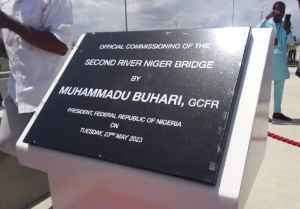 OFFICIAL COMMISSIONING OF THE
SECOND RIVER NIGER BRIDGE
BY
MUHAMMADU BUHARI, GCFR
PRESIDENT, FEDERAL REPUBLIC OF NIGERIA
ON
TUESDAY, 23RD MAY 2023